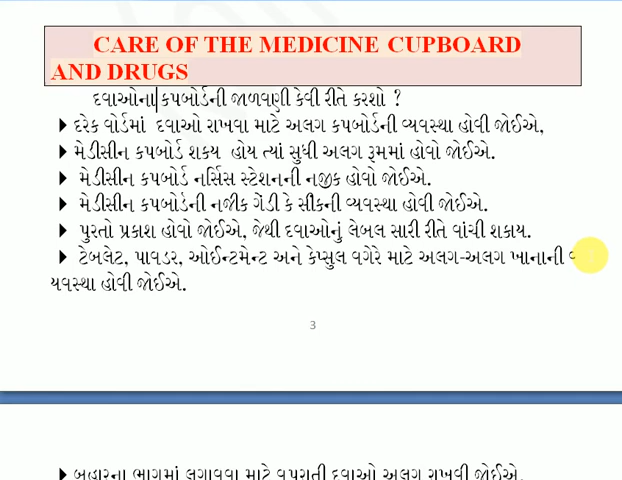 CARE OF THE MEDICINE CUPBOARD
AND DRUGS
દવાઓના કપબોર્ડની જાળવણી કેવી રીતે કરશો ?
દરેક વોર્ડમાં દવાઓ રાખવા માટે અલગ કપબોર્ડની વ્યવસ્થા હોવી જોઈએ,
મેડીસીન કપબોર્ડ શકય હોય ત્યાં સુધી અલગ રૂમમાં હોવો જોઈએ.
મેડીસીન કપબોર્ડ નર્સિસ સ્ટેશનની નજીક હોવો જોઈએ.
મેડીસીન કપબોર્ડની નજીક ગેંડી કે સીંકની વ્યવસ્થા હોવી જોઈએ.
પુરતો પ્રકાશ હોવો જોઈએ, જેથી દવાઓનું લેબલ સારી રીતે વાંચી શકાય.
ટેબલેટ, પાવડર, ઓઈન્ટમેન્ટ અને કેપ્સુલ વગેરે માટે અલગ-અલગ ખાનાની વ
યવસ્થા હોવી જોઈએ.
3
બહારના ભાગમાં લગાવવા માટે વપરાતી દવાઓ અલગ રાખવી જોઈએ.